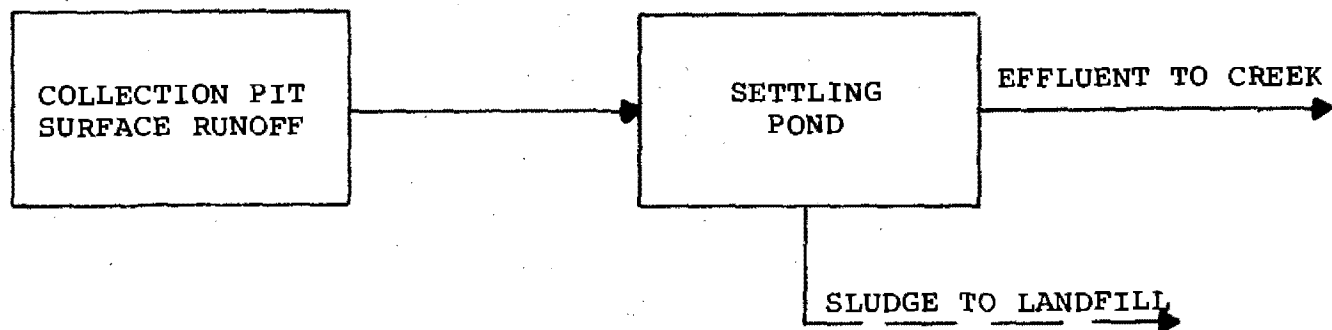 COLLECTION PIT
SURFACE RUNOFF
SETTLING
POND
EFFLUENT TO CREEK
SLUDGE TO LANDFILL